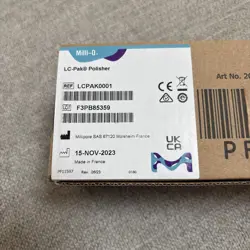 Milli-Q®
LC-Pak® Polisher
REF LCPAK0001
LOT F3PB85359
Millipore SAS 67120 Molsheim France
15-NOV-2023
Made in France
UK
CA
M
Art No. 20
PR